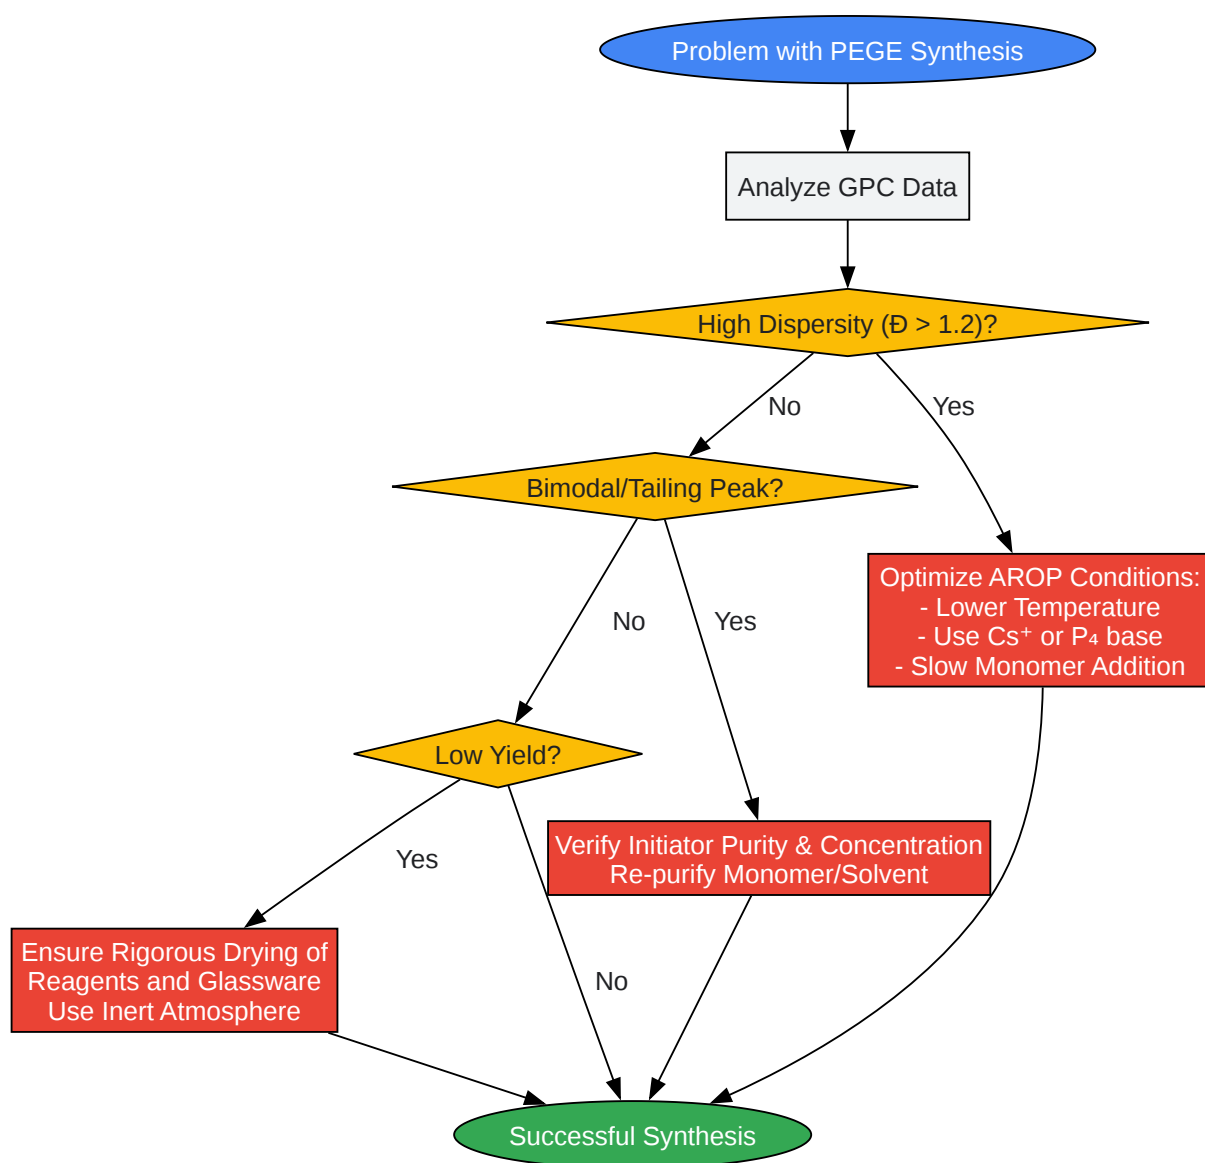 Problem with PEGE Synthesis
Analyze GPC Data
High Dispersity (Đ > 1.2)?
No
Yes
Bimodal/Tailing Peak?
Optimize AROP Conditions:
- Lower Temperature
- Use Cs⁺ or P₄ base
- Slow Monomer Addition
No
Yes
Low Yield?
Verify Initiator Purity & Concentration
Re-purify Monomer/Solvent
Yes
No
Ensure Rigorous Drying of
Reagents and Glassware
Use Inert Atmosphere
Successful Synthesis